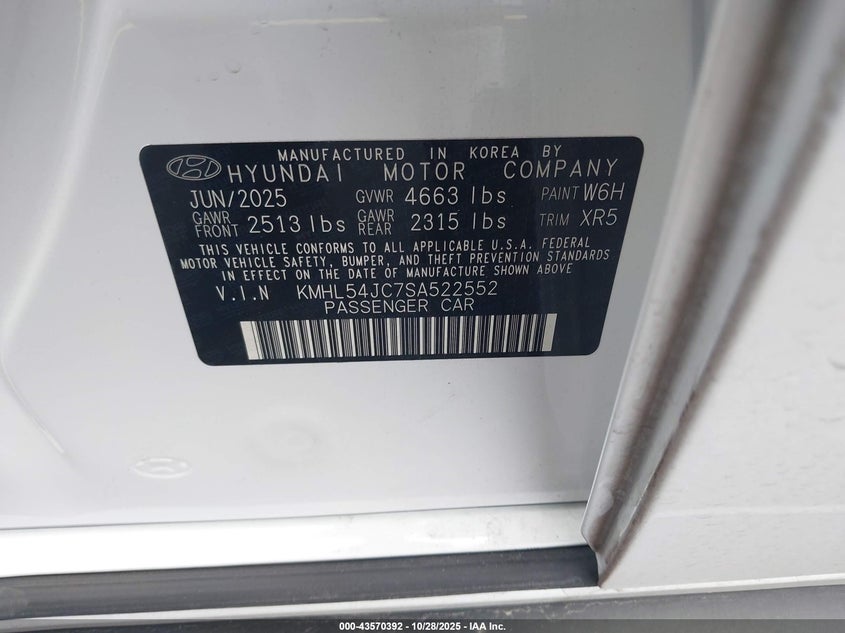 MANUFACTURED IN KOREA BY
HYUNDAI MOTOR COMPANY
JUN/2025 GVWR 4663 lbs PAINT W6H
GAWR FRONT 2513 lbs GAWR REAR 2315 lbs TRIM XR5
THIS VEHICLE CONFORMS TO ALL APPLICABLE U.S.A. FEDERAL
MOTOR VEHICLE SAFETY, BUMPER, AND THEFT PREVENTION STANDARDS
IN EFFECT ON THE DATE OF MANUFACTURE SHOWN ABOVE
V.I.N KMHL54JC7SA522552
PASSENGER CAR
000-43570392 | 10/28/2025 | © IAA Inc.